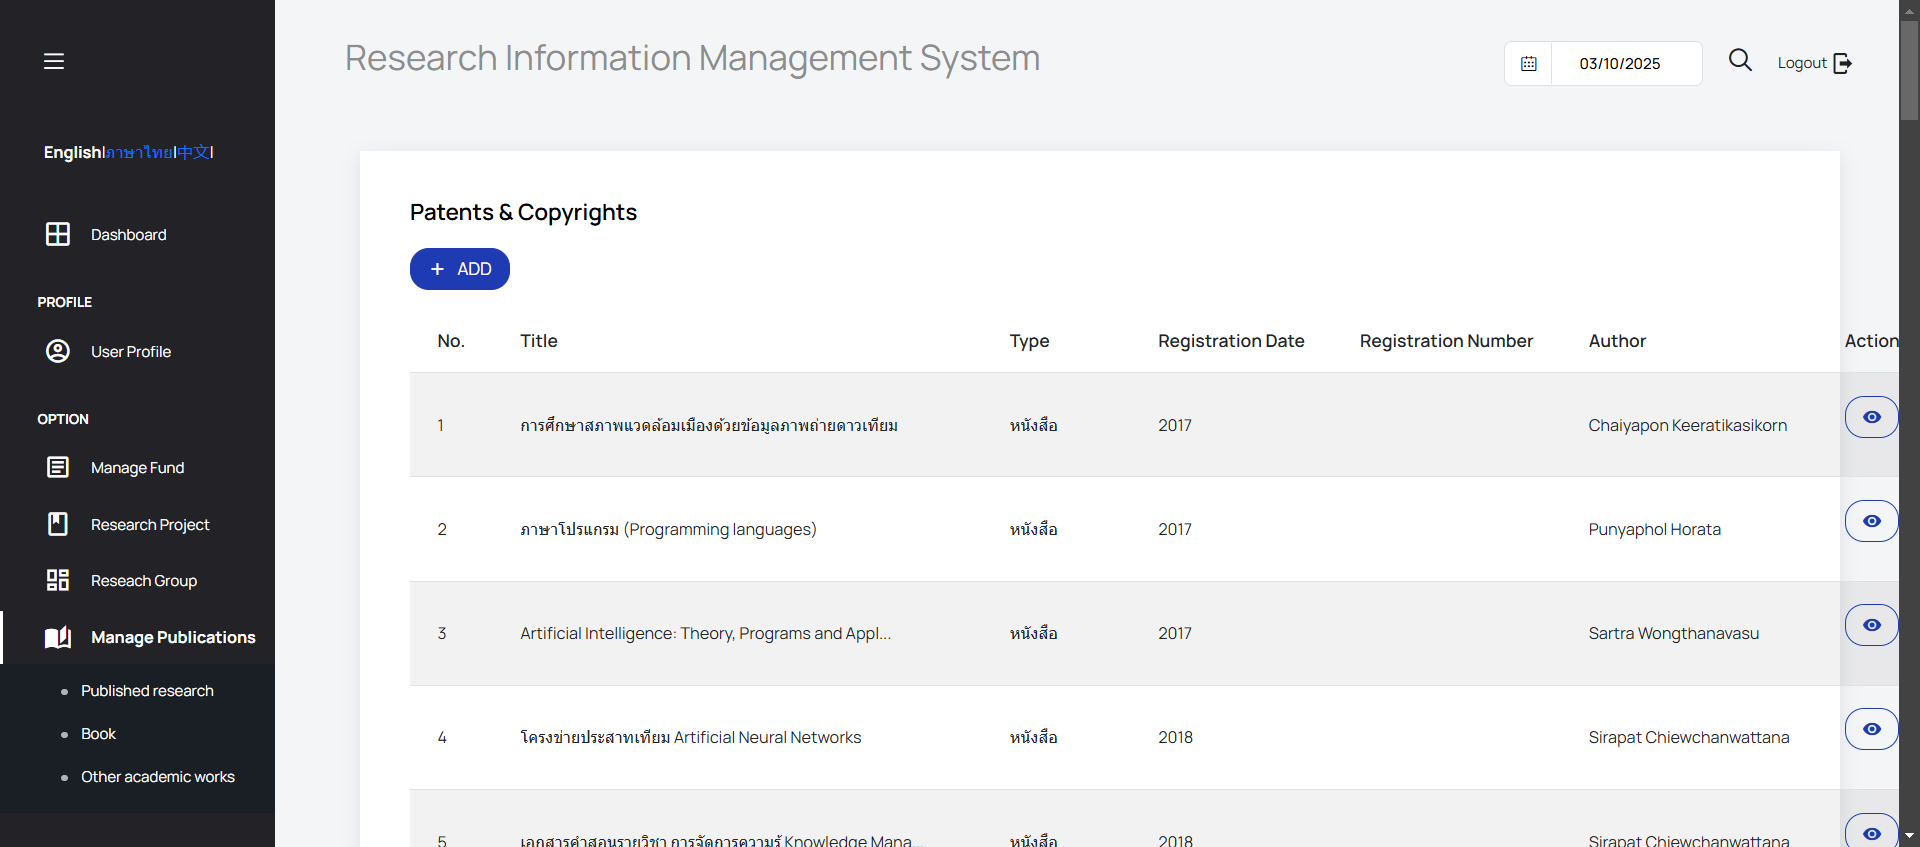 Research Information Management System
03/10/2025
Logout
English|ภาษาไทย|中文|
Dashboard
PROFILE
User Profile
OPTION
Manage Fund
Research Project
Reseach Group
Manage Publications
Published research
Book
Other academic works
Patents & Copyrights
+ ADD
No. Title Type Registration Date Registration Number Author Action
1 การศึกษาสภาพแวดล้อมเมืองด้วยข้อมูลภาพถ่ายดาวเทียม หนังสือ 2017 Chaiyapon Keeratikasikorn
2 ภาษาโปรแกรม (Programming languages) หนังสือ 2017 Punyaphol Horata
3 Artificial Intelligence: Theory, Programs and Appl... หนังสือ 2017 Sartra Wongthanavasu
4 โครงข่ายประสาทเทียม Artificial Neural Networks หนังสือ 2018 Sirapat Chiewchanwattana
5 เอกสารคำสอนรายวิชา การจัดการความรู้ Knowledge Mana... หนังสือ 2018 Sirapat Chiewchanwattana